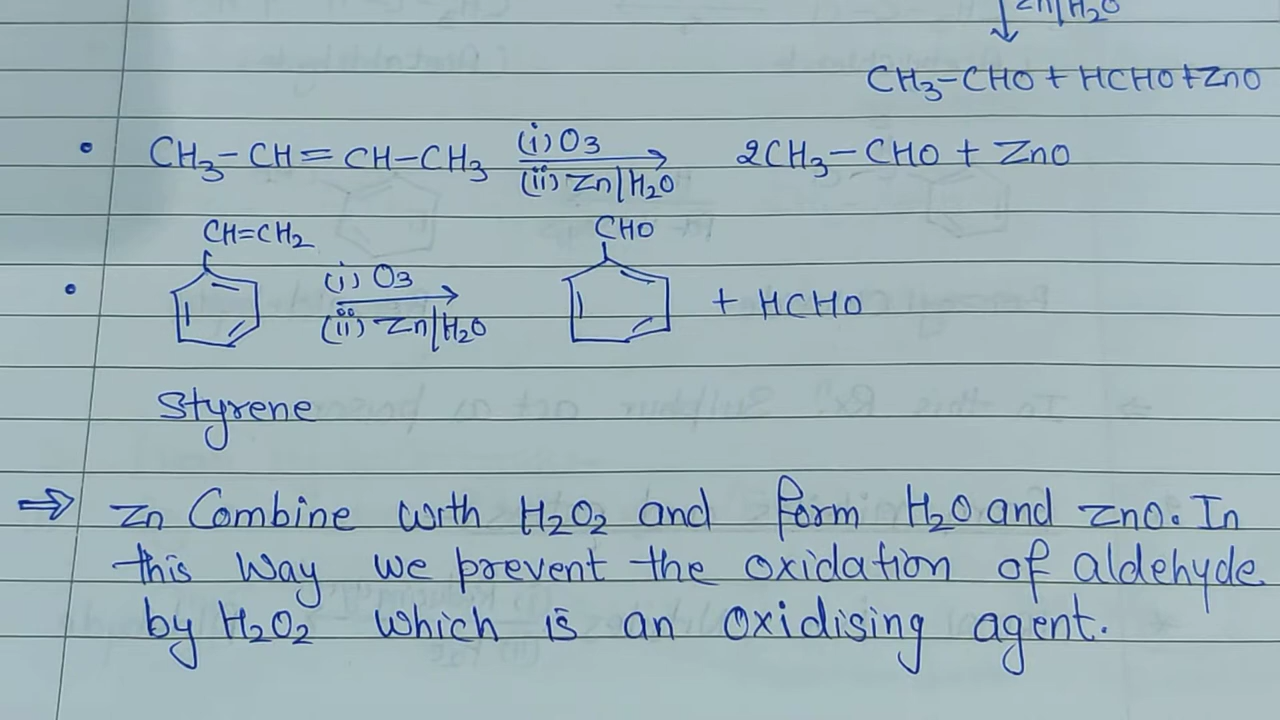 Zn|H2O
CH3-CHO + HCHO + ZnO
• CH3-CH=CH-CH3 (i) O3 (ii) Zn|H2O → 2CH3-CHO + ZnO
CH=CH2 CHO
• (i) O3 (ii) Zn|H2O → + HCHO
Styrene
⇒ Zn Combine with H2O2 and form H2O and ZnO. In
this way we prevent the oxidation of aldehyde
by H2O2 which is an oxidising agent.